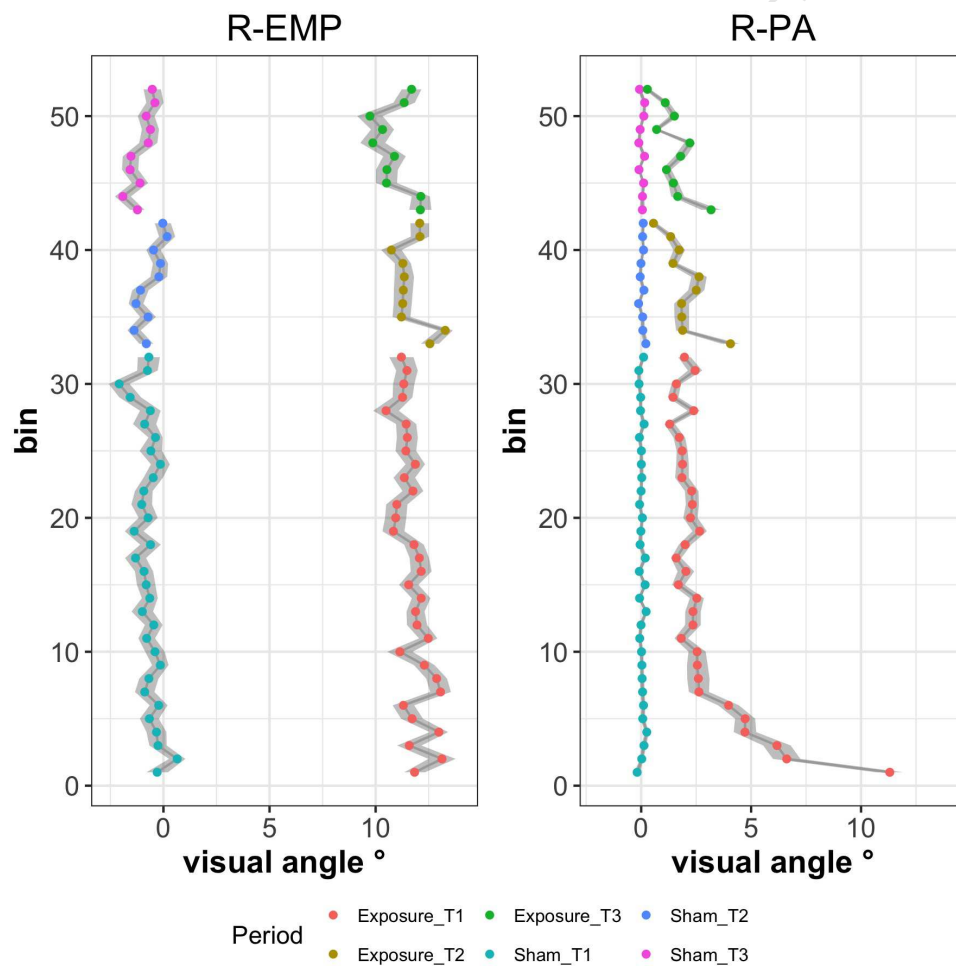 R-EMP
R-PA
50
40
30
20
10
0
bin
50
40
30
20
10
0
bin
0 5 10
0 5 10
visual angle °
visual angle °
Period
Exposure_T1 Exposure_T3 Sham_T2
Exposure_T2 Sham_T1 Sham_T3